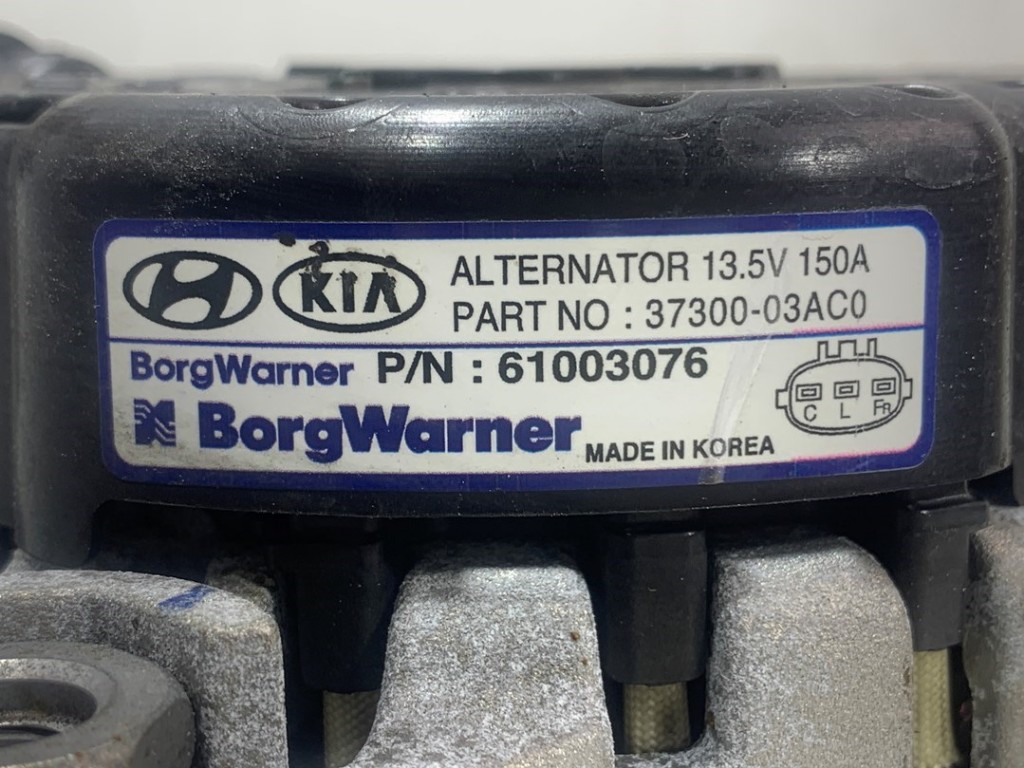 KIA
ALTERNATOR 13.5V 150A
PART NO : 37300-03AC0
BorgWarner P/N : 61003076
BorgWarner
MADE IN KOREA
C L FR